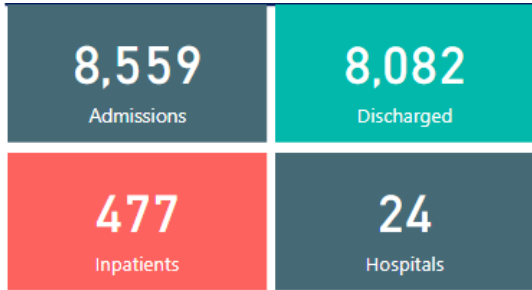 8,559
Admissions
8,082
Discharged
477
Inpatients
24
Hospitals